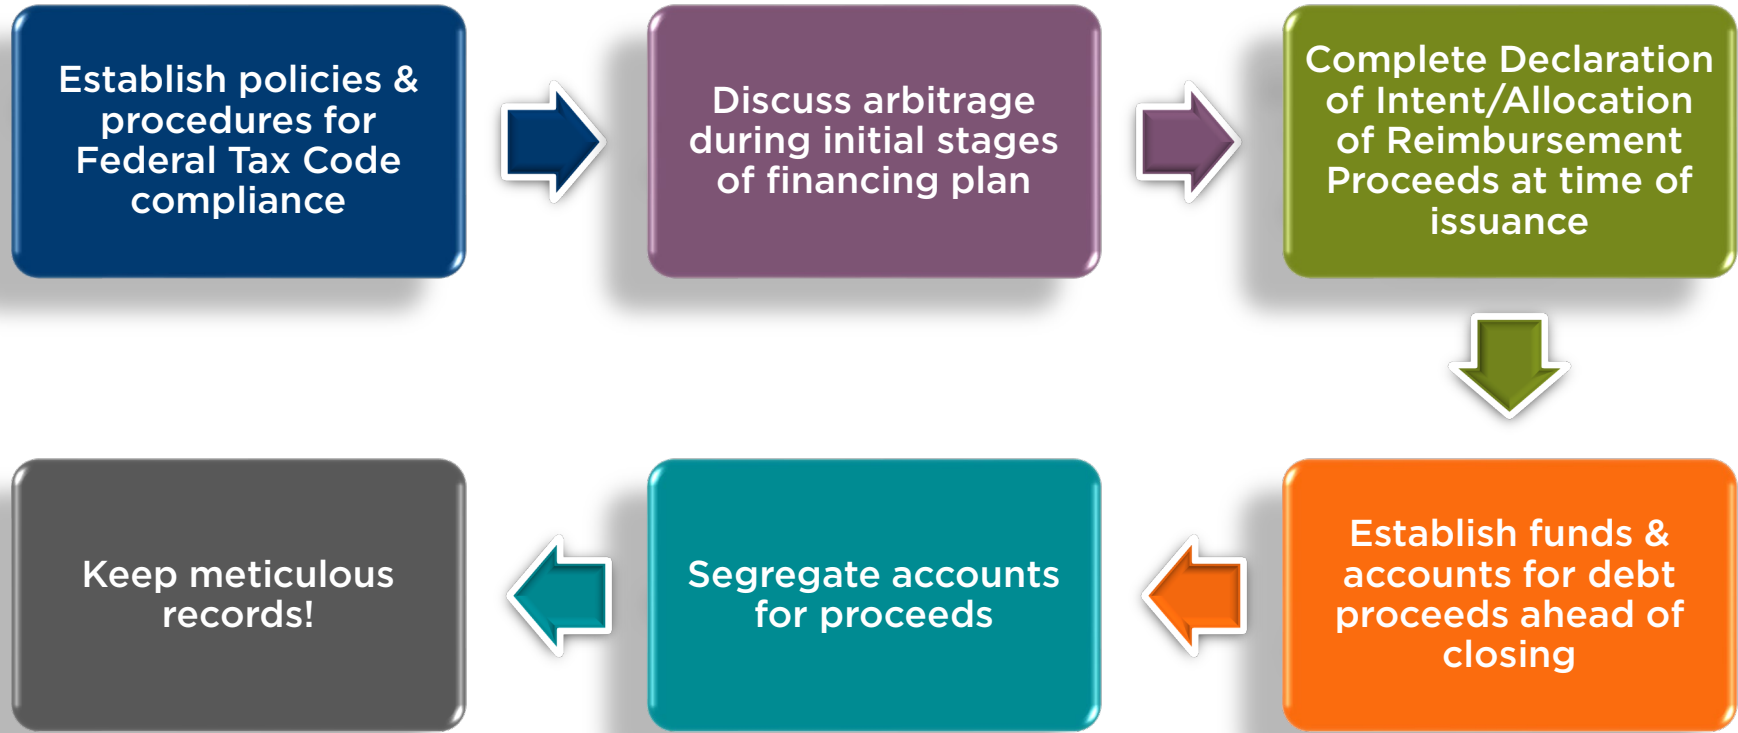 Establish policies &
procedures for
Federal Tax Code
compliance
Discuss arbitrage
during initial stages
of financing plan
Complete Declaration
of Intent/Allocation
of Reimbursement
Proceeds at time of
issuance
Establish funds &
accounts for debt
proceeds ahead of
closing
Segregate accounts
for proceeds
Keep meticulous
records!